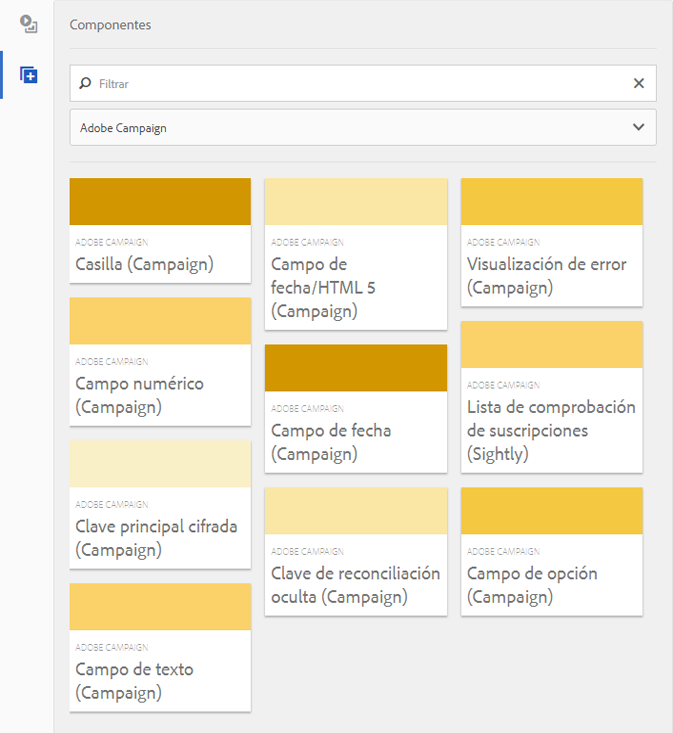 Componentes
Filtrar
Adobe Campaign
ADOBE CAMPAIGN
Casilla (Campaign)
ADOBE CAMPAIGN
Campo numérico
(Campaign)
ADOBE CAMPAIGN
Clave principal cifrada
(Campaign)
ADOBE CAMPAIGN
Campo de texto
(Campaign)
ADOBE CAMPAIGN
Campo de
fecha/HTML 5
(Campaign)
ADOBE CAMPAIGN
Campo de fecha
(Campaign)
ADOBE CAMPAIGN
Clave de reconciliación
oculta (Campaign)
ADOBE CAMPAIGN
Visualización de error
(Campaign)
ADOBE CAMPAIGN
Lista de comprobación
de suscripciones
(Sightly)
ADOBE CAMPAIGN
Campo de opción
(Campaign)